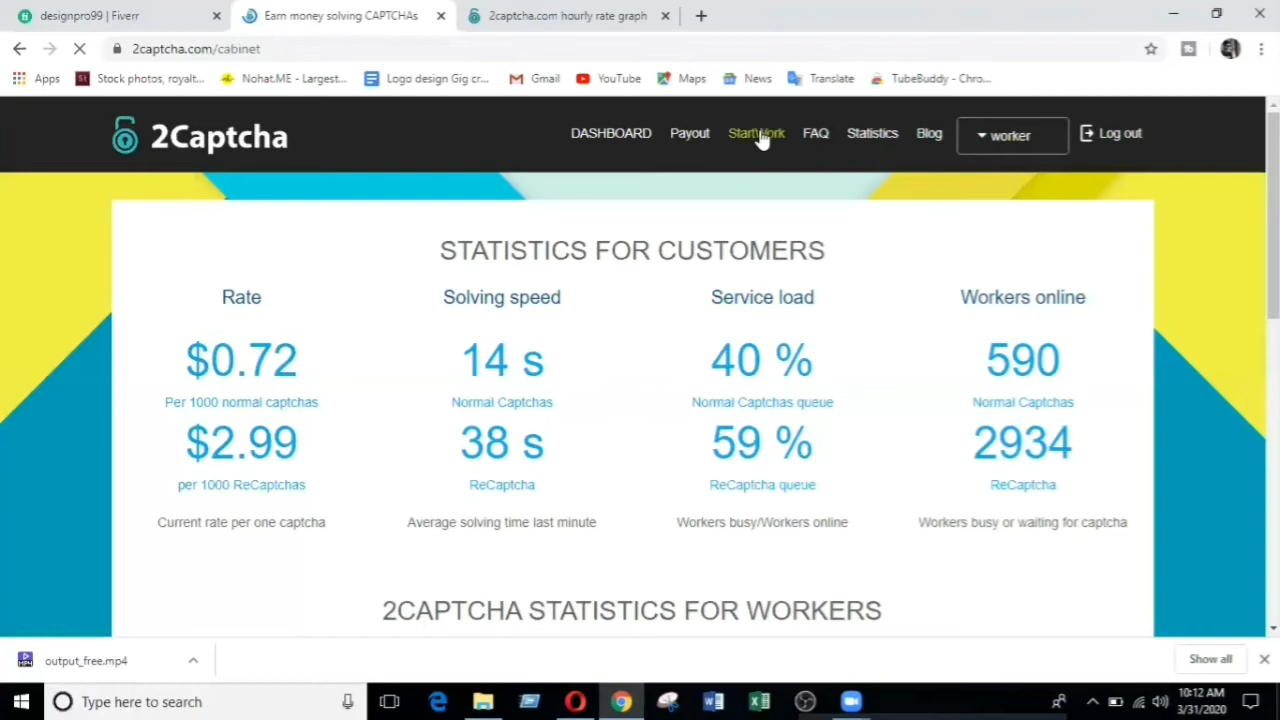 designpro99 | Fiverr
Earn money solving CAPTCHAs
2captcha.com hourly rate graph
2captcha.com/cabinet
Apps
Stock photos, royalt...
Nohat.ME - Largest...
Logo design Gig cr...
Gmail
YouTube
Maps
News
Translate
TubeBuddy - Chro...
2Captcha
DASHBOARD
Payout
StartWork
FAQ
Statistics
Blog
worker
Log out
STATISTICS FOR CUSTOMERS
Rate
Solving speed
Service load
Workers online
$0.72
14 s
40 %
590
Per 1000 normal captchas
Normal Captchas
Normal Captchas queue
Normal Captchas
$2.99
38 s
59 %
2934
per 1000 ReCaptchas
ReCaptcha
ReCaptcha queue
ReCaptcha
Current rate per one captcha
Average solving time last minute
Workers busy/Workers online
Workers busy or waiting for captcha
2CAPTCHA STATISTICS FOR WORKERS
output_free.mp4
Show all
Type here to search
10:12 AM
3/31/2020